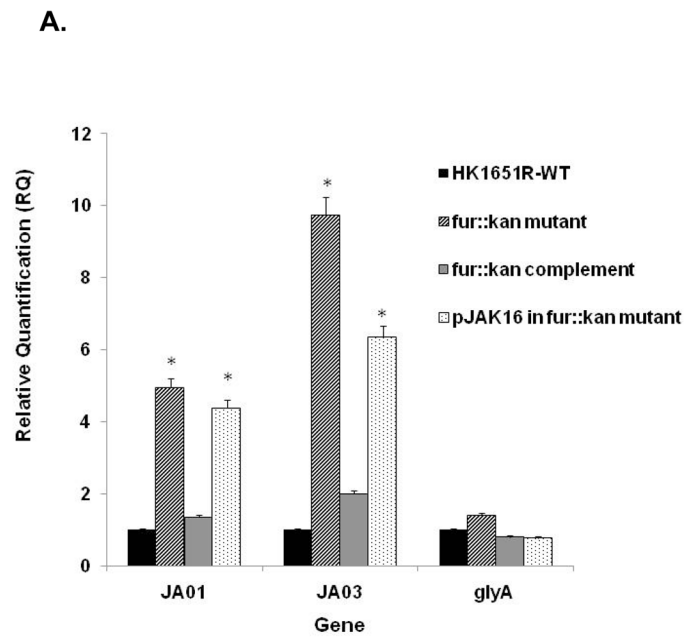 A.
Relative Quantification (RQ)
12
10
8
6
4
2
0
*
*
*
*
HK1651R-WT
fur::kan mutant
fur::kan complement
pJAK16 in fur::kan mutant
JA01
JA03
glyA
Gene